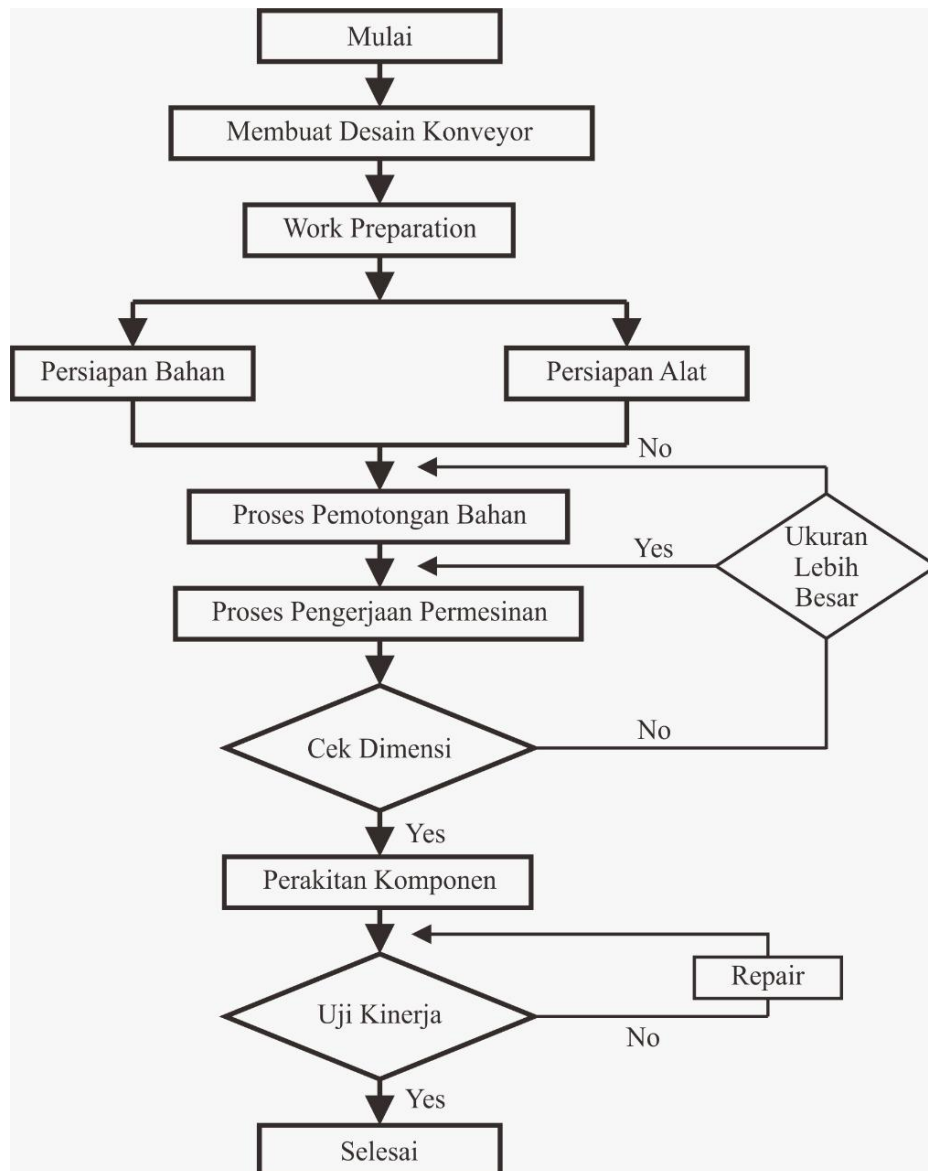 Mulai
Membuat Desain Konveyor
Work Preparation
Persiapan Bahan
Persiapan Alat
No
Proses Pemotongan Bahan
Yes
Ukuran
Lebih
Besar
Proses Pengerjaan Permesinan
Cek Dimensi
No
Yes
Perakitan Komponen
Repair
Uji Kinerja
No
Yes
Selesai